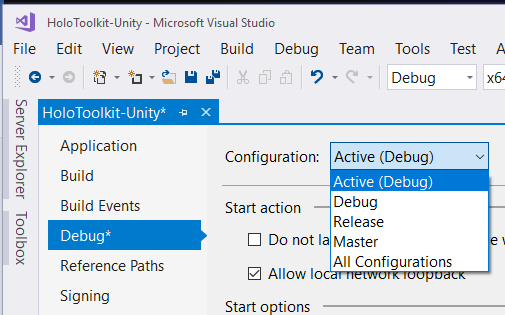 HoloToolkit-Unity - Microsoft Visual Studio
File Edit View Project Build Debug Team Tools Test
Debug x64
Server Explorer
Toolbox
HoloToolkit-Unity*
Application
Build
Build Events
Debug*
Reference Paths
Signing
Configuration: Active (Debug)
Active (Debug)
Debug
Release
Master
All Configurations
Start action
Do not la
Allow local network loopback
Start options